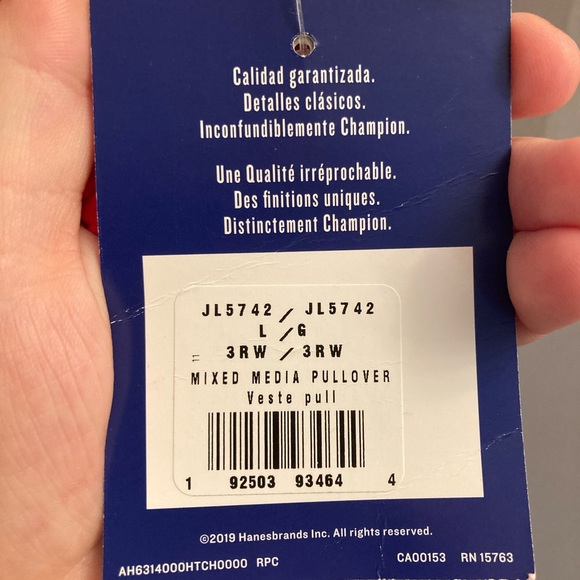 Calidad garantizada.
Detalles clásicos.
Inconfundiblemente Champion.
Une Qualité irréprochable.
Des finitions uniques.
Distinctement Champion.
JL5742 / JL5742
L / G
11 3RW / 3RW
MIXED MEDIA PULLOVER
Veste pull
1 92503 93464 4
©2019 Hanesbrands Inc. All rights reserved.
AH6314000HTCH0000 RPC CA00153 RN 15763